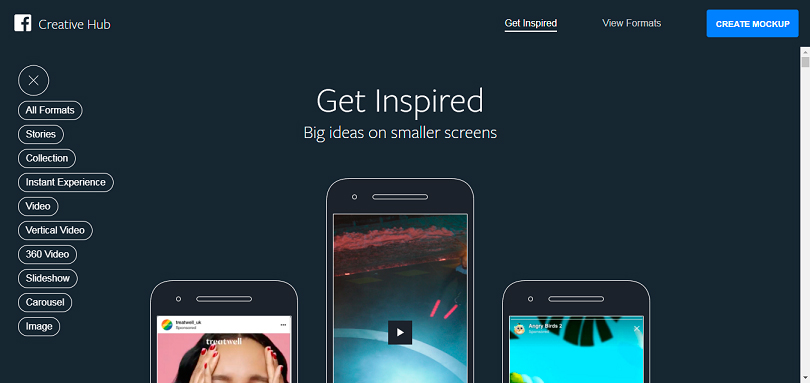 Creative Hub
Get Inspired
View Formats
CREATE MOCKUP
Get Inspired
Big ideas on smaller screens
All Formats
Stories
Collection
Instant Experience
Video
Vertical Video
360 Video
Slideshow
Carousel
Image
treatwell_uk
Sponsored
treatwell
Angry Birds 2
Sponsored